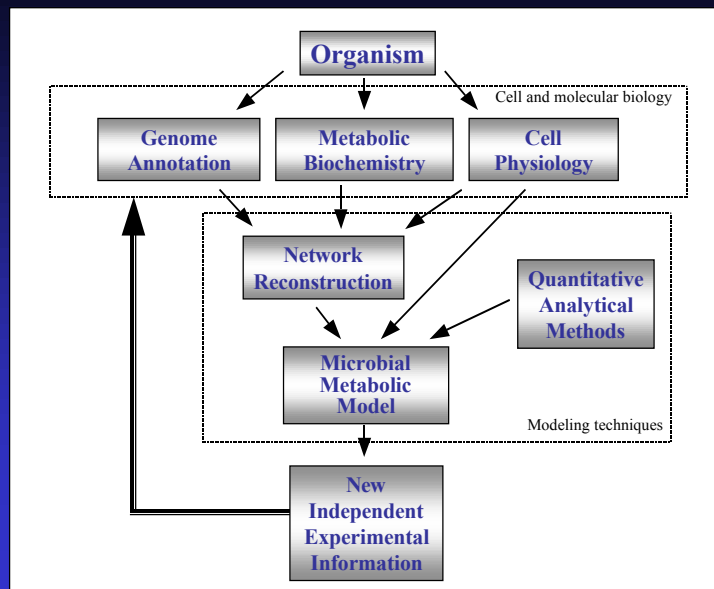 Organism
Cell and molecular biology
Genome
Annotation
Metabolic
Biochemistry
Cell
Physiology
Network
Reconstruction
Quantitative
Analytical
Methods
Microbial
Metabolic
Model
Modeling techniques
New
Independent
Experimental
Information